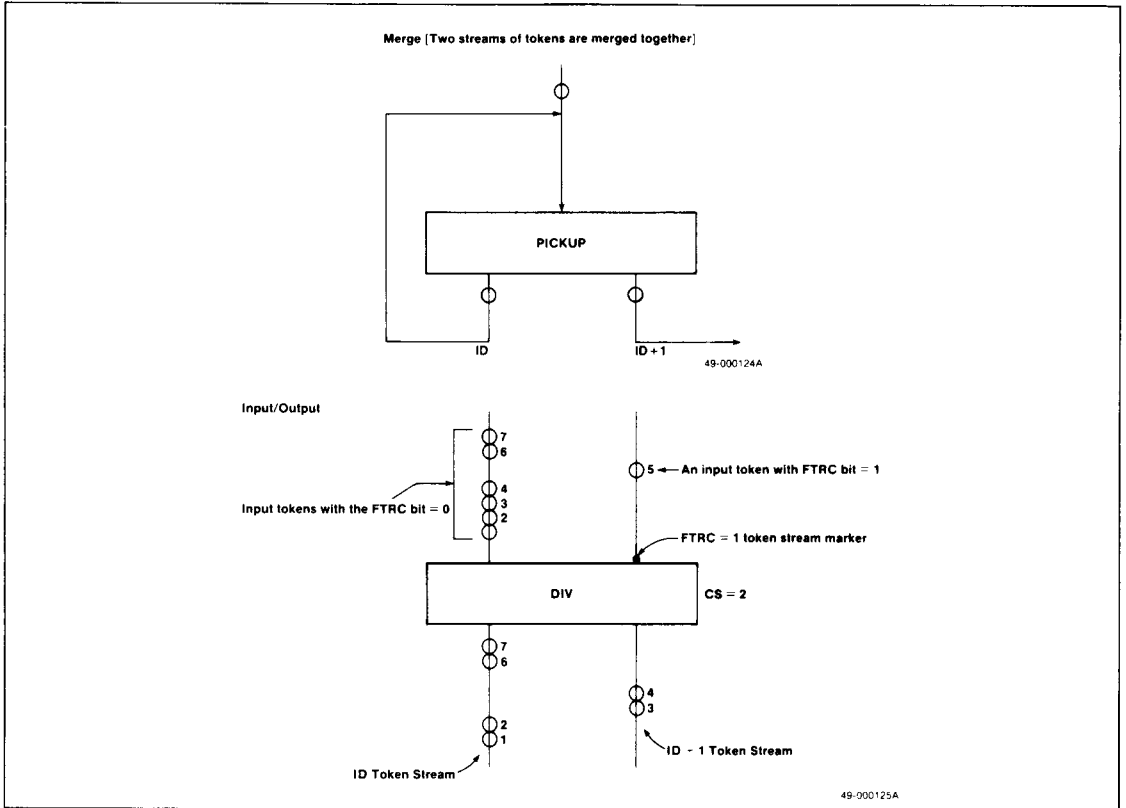 Merge [Two streams of tokens are merged together]
PICKUP
ID
ID + 1
49-000124A
Input/Output
7
6
5
An input token with FTRC bit = 1
4
3
2
Input tokens with the FTRC bit = 0
FTRC = 1 token stream marker
DIV
CS = 2
7
6
4
3
2
1
ID - 1 Token Stream
ID Token Stream
49-000125A